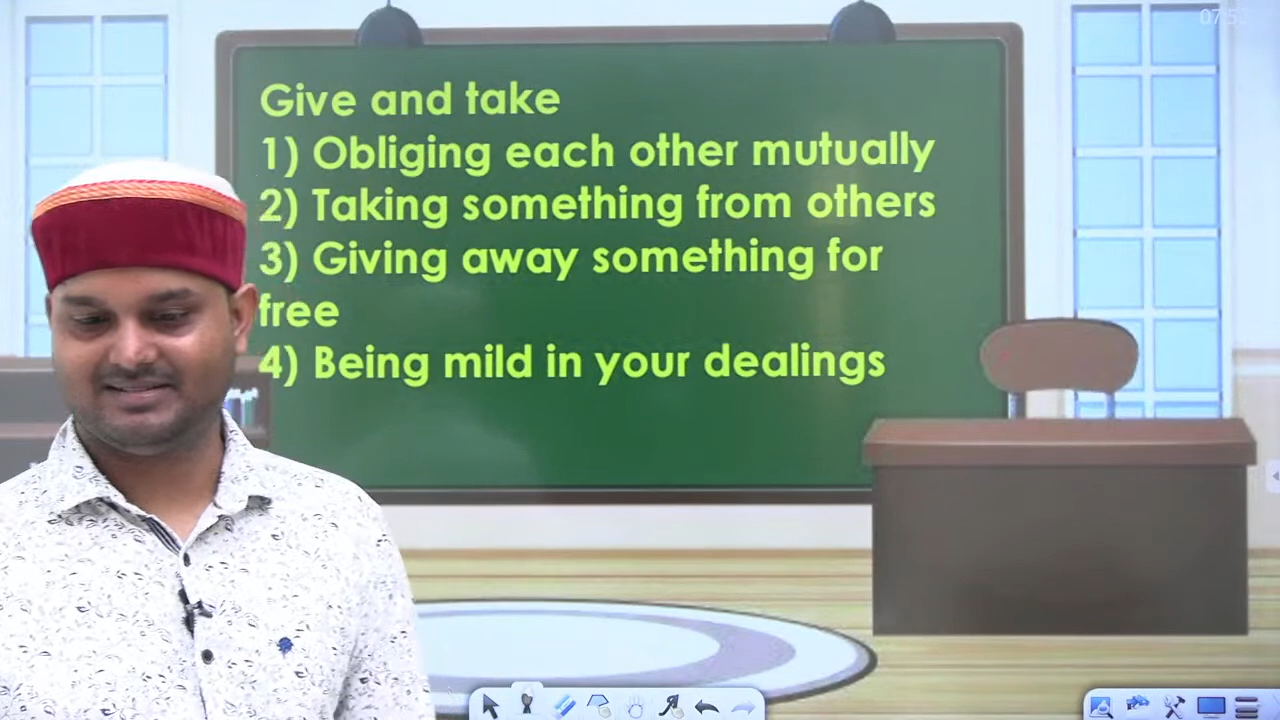 Give and take
1) Obliging each other mutually
2) Taking something from others
3) Giving away something for
free
4) Being mild in your dealings